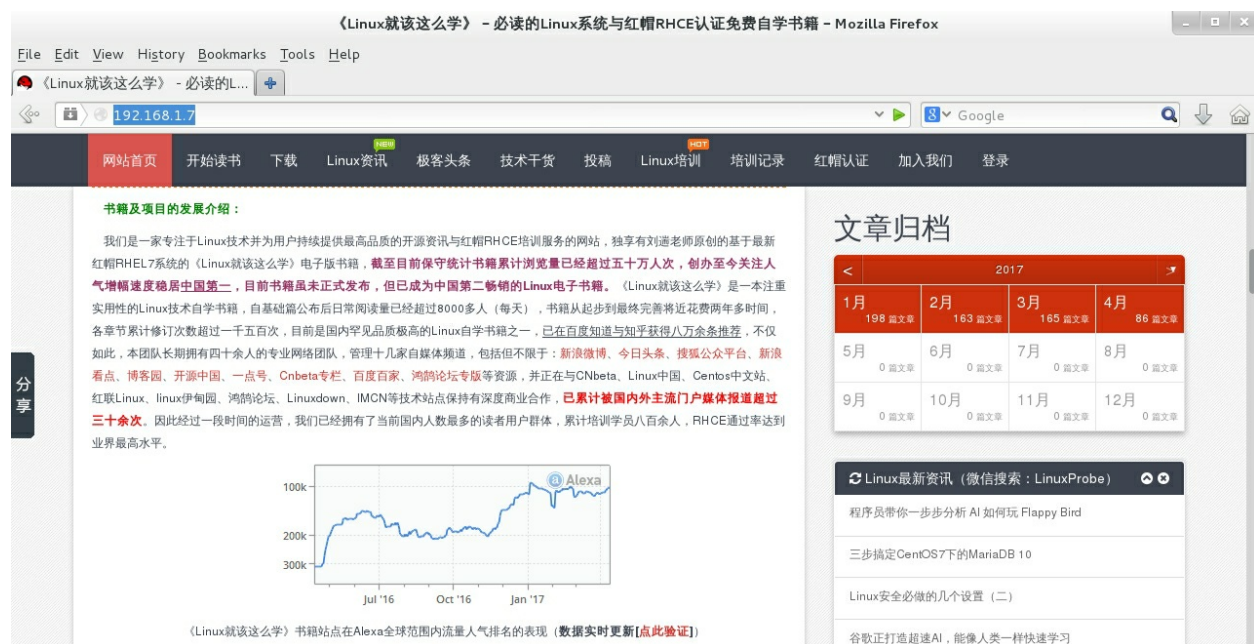 《Linux就该这么学》 - 必读的Linux系统与红帽RHCE认证免费自学书籍 - Mozilla Firefox
File Edit View History Bookmarks Tools Help
《Linux就该这么学》 - 必读的L...
192.168.1.7
8 Google
网站首页 开始读书 下载 Linux资讯 NEW 极客头条 技术干货 投稿 Linux培训 HOT 培训记录 红帽认证 加入我们 登录
书籍及项目的发展介绍：
我们是一家专注于Linux技术并为用户持续提供最高品质的开源资讯与红帽RHCE培训服务的网站，独享有刘遄老师原创的基于最新
红帽RHEL7系统的《Linux就该这么学》电子版书籍，截至目前保守统计书籍累计浏览量已经超过五十万人次，创办至今关注人
气增幅速度稳居中国第一，目前书籍虽未正式发布，但已成为中国第二畅销的Linux电子书籍。《Linux就该这么学》是一本注重
实用性的Linux技术自学书籍，自基础篇公布后日常阅读量已经超过8000多人（每天），书籍从起步到最终完善将近花费两年多时间，
各章节累计修订次数超过一千五百次，目前是国内罕见品质极高的Linux自学书籍之一，已在百度知道与知乎获得八万余条推荐，不仅
如此，本团队长期拥有四十余人的专业网络团队，管理十几家自媒体频道，包括但不限于：新浪微博、今日头条、搜狐公众平台、新浪
看点、博客园、开源中国、一点号、Cnbeta专栏、百度百家、鸿鹄论坛专版等资源，并正在与CNbeta、Linux中国、Centos中文站、
红联Linux、linux伊甸园、鸿鹄论坛、Linuxdown、IMCN等技术站点保持有深度商业合作，已累计被国内外主流门户媒体报道超过
三十余次。因此经过一段时间的运营，我们已经拥有了当前国内人数最多的读者用户群体，累计培训学员八百余人，RHCE通过率达到
业界最高水平。
分享
@ Alexa
100k
200k
300k
Jul '16 Oct '16 Jan '17
《Linux就该这么学》书籍站点在Alexa全球范围内流量人气排名的表现（数据实时更新[点此验证]）
文章归档
< 2017
1月 2月 3月 4月
198 篇文章 163 篇文章 165 篇文章 86 篇文章
5月 6月 7月 8月
0 篇文章 0 篇文章 0 篇文章 0 篇文章
9月 10月 11月 12月
0 篇文章 0 篇文章 0 篇文章 0 篇文章
Linux最新资讯（微信搜索：LinuxProbe）
程序员带你一步步分析 AI 如何玩 Flappy Bird
三步搞定CentOS7下的MariaDB 10
Linux安全必做的几个设置（二）
谷歌正打造超速AI，能像人类一样快速学习